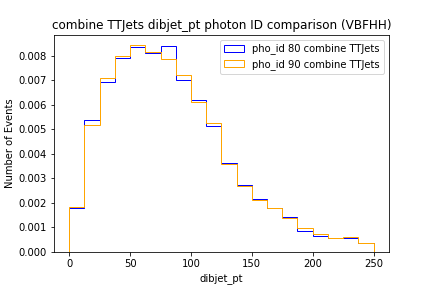 combine TTJets dibjet_pt photon ID comparison (VBFHH)
pho_id 80 combine TTJets
pho_id 90 combine TTJets
Number of Events
0.008
0.007
0.006
0.005
0.004
0.003
0.002
0.001
0.000
0 50 100 150 200 250
dibjet_pt